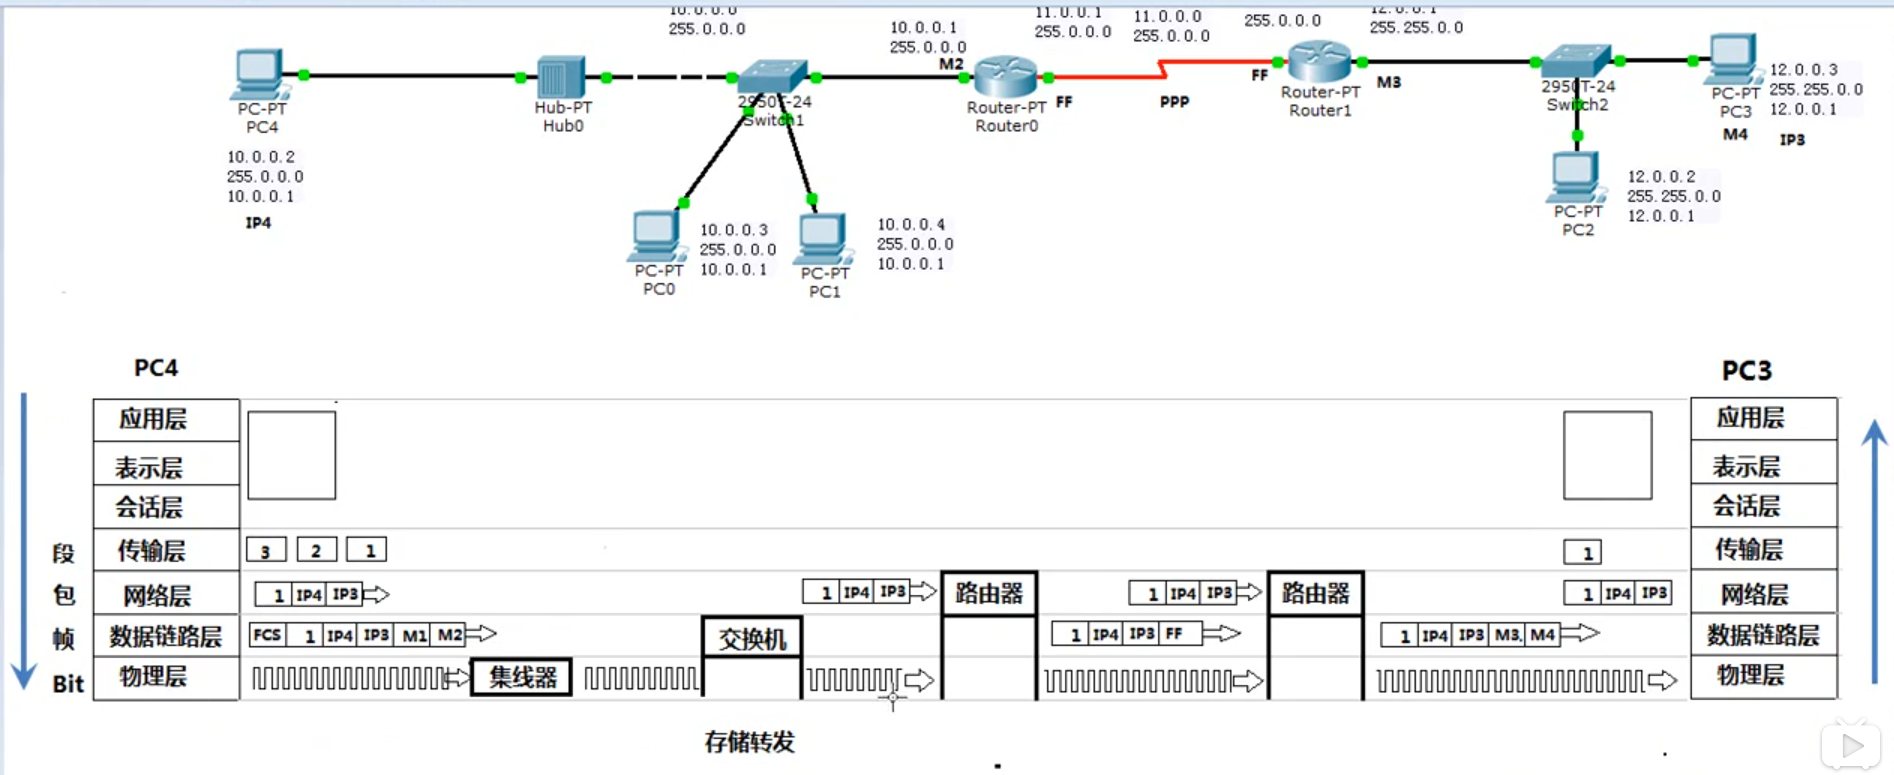 10.0.0.0
255.0.0.0
10.0.0.1
255.0.0.0
M2
11.0.0.1
255.0.0.0
11.0.0.0
255.0.0.0
255.0.0.0
12.0.0.1
255.255.0.0
PC-PT
PC4
Hub-PT
Hub0
2950T-24
Switch1
Router-PT
Router0
FF
PPP
FF
Router-PT
Router1
M3
2950T-24
Switch2
PC-PT
PC3
M4
12.0.0.3
255.255.0.0
12.0.0.1
IP3
10.0.0.2
255.0.0.0
10.0.0.1
IP4
PC-PT
PC0
10.0.0.3
255.0.0.0
10.0.0.1
PC-PT
PC1
10.0.0.4
255.0.0.0
10.0.0.1
PC-PT
PC2
12.0.0.2
255.255.0.0
12.0.0.1
PC4
PC3
应用层
应用层
表示层
表示层
会话层
会话层
段 传输层 3 2 1
1 传输层
包 网络层 1 IP4 IP3
1 IP4 IP3 路由器
1 IP4 IP3 路由器
1 IP4 IP3 网络层
帧 数据链路层 FCS 1 IP4 IP3 M1 M2
交换机
1 IP4 IP3 FF
1 IP4 IP3 M3. M4 数据链路层
Bit 物理层 集线器
物理层
存储转发